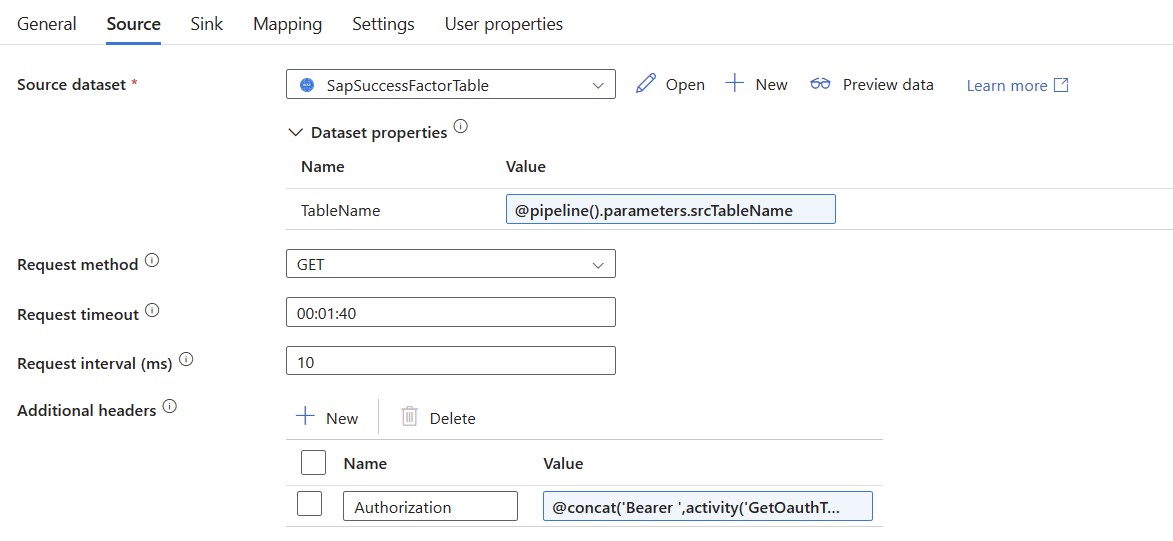 General Source Sink Mapping Settings User properties
Source dataset * SapSuccessFactorTable Open New Preview data Learn more
Dataset properties
Name Value
TableName @pipeline().parameters.srcTableName
Request method GET
Request timeout 00:01:40
Request interval (ms) 10
Additional headers New Delete
Name Value
Authorization @concat('Bearer ',activity('GetOauthT...